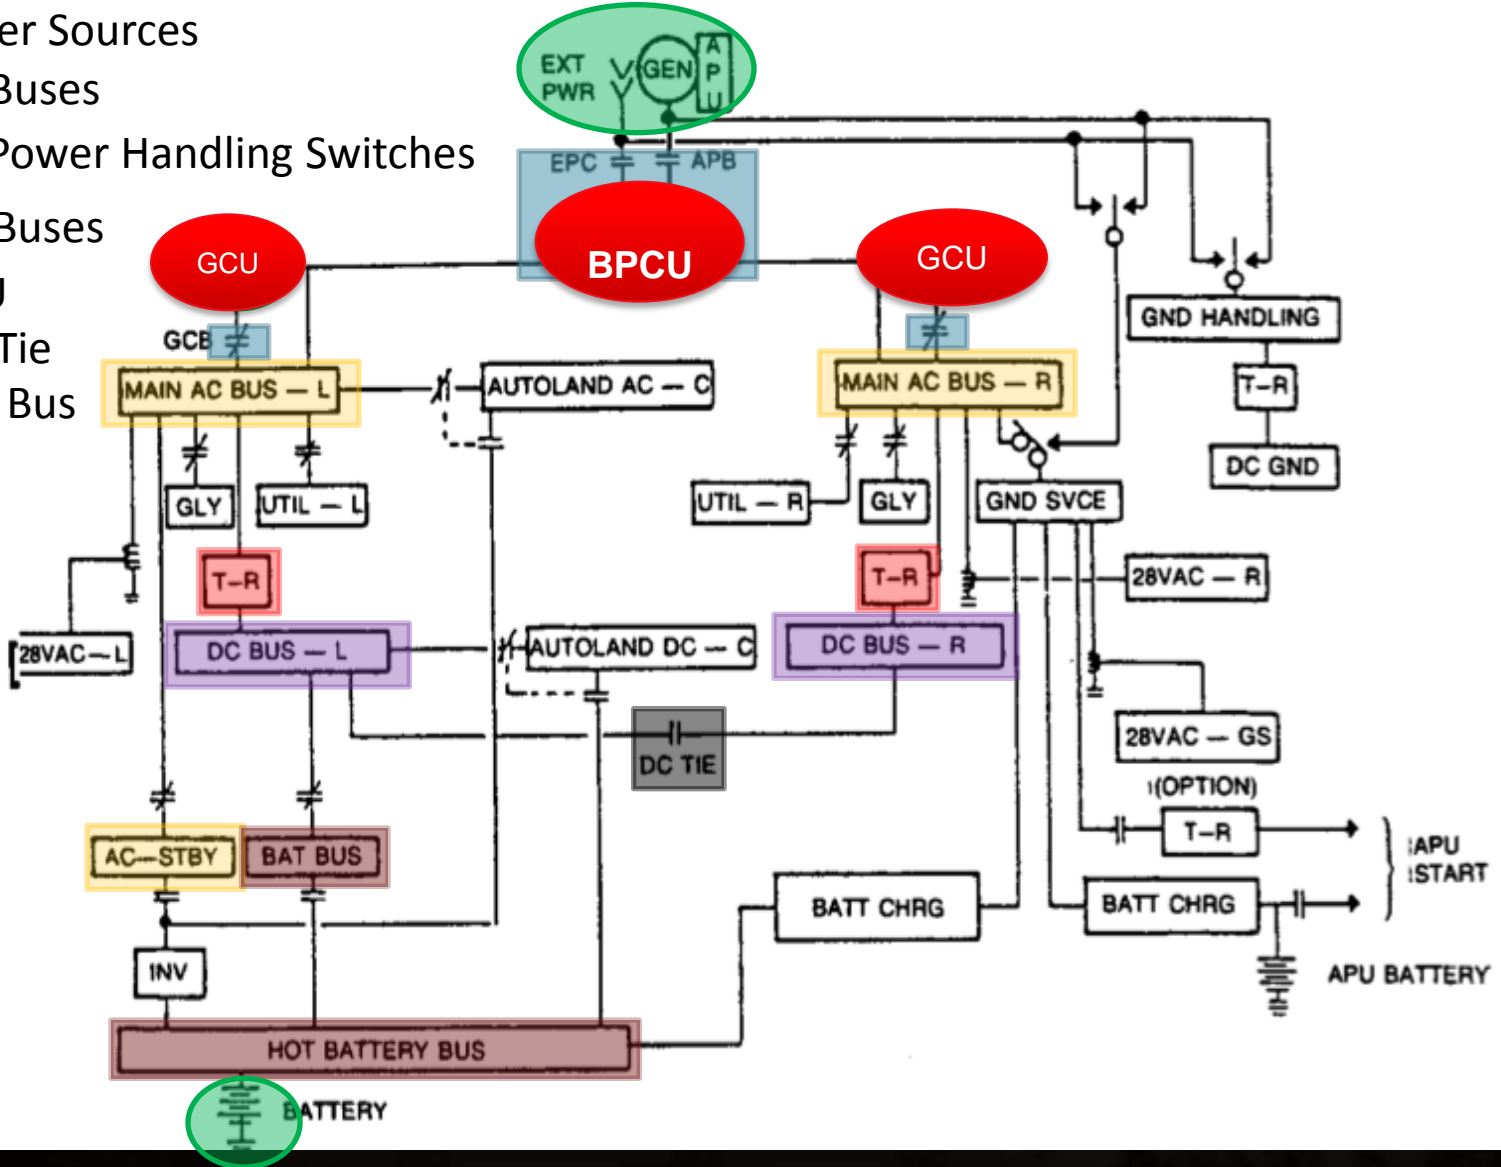 er Sources
Buses
Power Handling Switches
Buses
Tie
Bus
EXT
PWR
GEN
A
P
U
EPC
APB
BPCU
GCU
GCU
GCB
MAIN AC BUS — L
AUTOLAND AC — C
MAIN AC BUS — R
GND HANDLING
T–R
DC GND
GLY
UTIL — L
UTIL — R
GLY
GND SVCE
T–R
T–R
28VAC — R
28VAC — L
DC BUS — L
AUTOLAND DC — C
DC BUS — R
DC TIE
28VAC — GS
(OPTION)
T–R
AC–STBY
BAT BUS
APU
START
BATT CHRG
BATT CHRG
INV
APU BATTERY
HOT BATTERY BUS
BATTERY